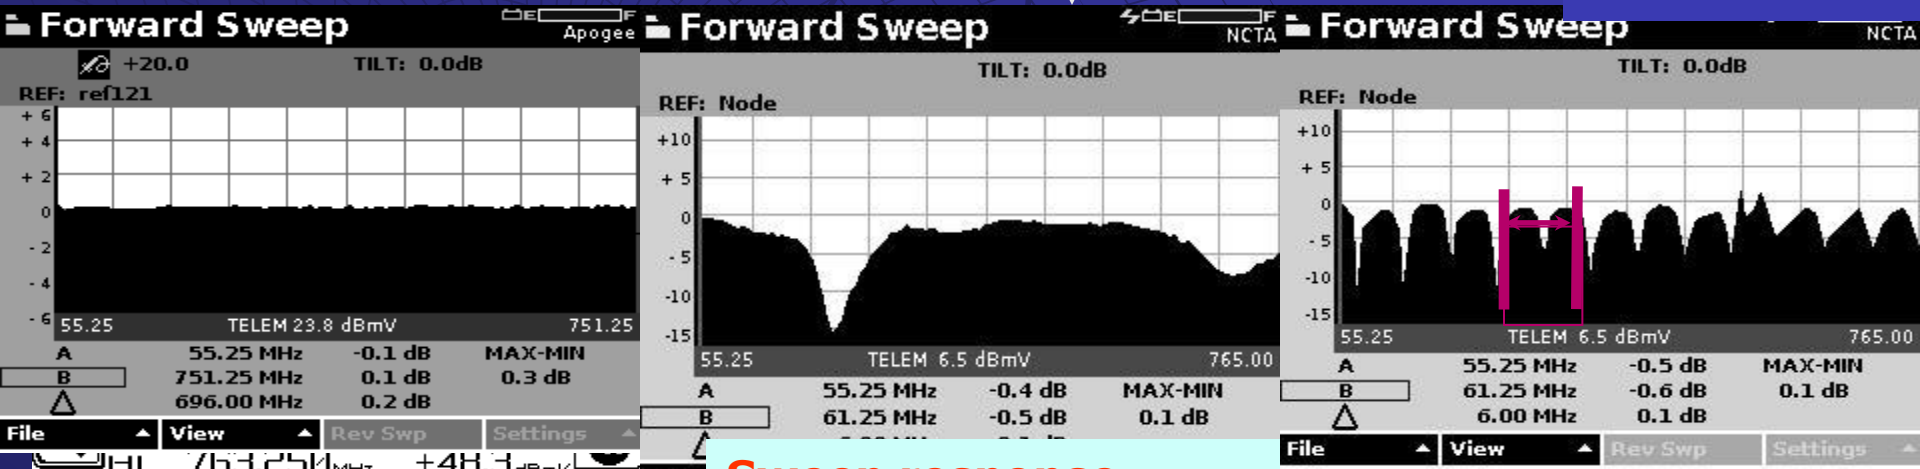 Forward Sweep
E F
Apogee
+20.0 TILT: 0.0dB
REF: ref121
+ 6
+ 4
+ 2
0
- 2
- 4
- 6
55.25 TELEM 23.8 dBmV 751.25
A 55.25 MHz -0.1 dB MAX-MIN
B 751.25 MHz 0.1 dB 0.3 dB
696.00 MHz 0.2 dB
File View Rev Swp Settings
Forward Sweep
E F
NCTA
TILT: 0.0dB
REF: Node
+10
+ 5
0
- 5
-10
-15
55.25 TELEM 6.5 dBmV 765.00
A 55.25 MHz -0.4 dB MAX-MIN
B 61.25 MHz -0.5 dB 0.1 dB
Sweep response
Forward Sweep
NCTA
TILT: 0.0dB
REF: Node
+10
+ 5
0
- 5
-10
-15
55.25 TELEM 6.5 dBmV 765.00
A 55.25 MHz -0.5 dB MAX-MIN
B 61.25 MHz -0.6 dB 0.1 dB
6.00 MHz 0.1 dB
File View Rev Swp Settings